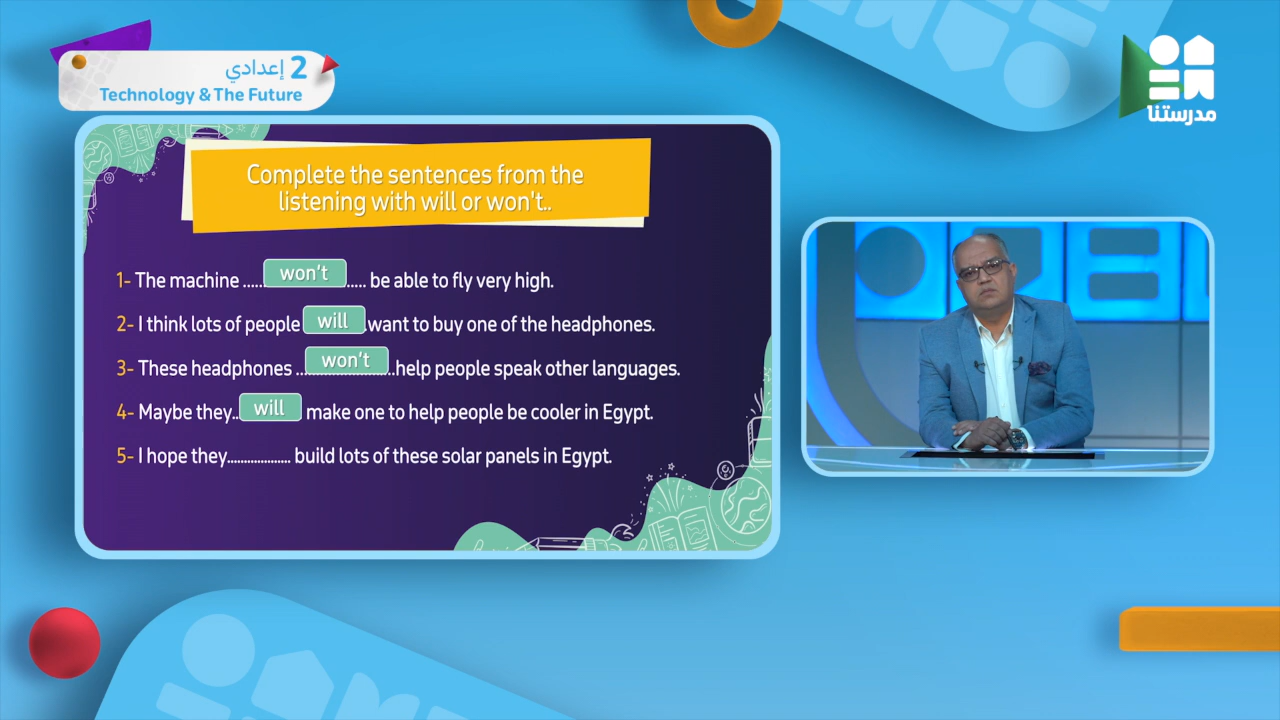 2 إعدادي
Technology & The Future
مدرستنا
Complete the sentences from the
listening with will or won't..
1- The machine .....won't..... be able to fly very high.
2- I think lots of people will want to buy one of the headphones.
3- These headphones ...won't...help people speak other languages.
4- Maybe they..will make one to help people be cooler in Egypt.
5- I hope they................... build lots of these solar panels in Egypt.